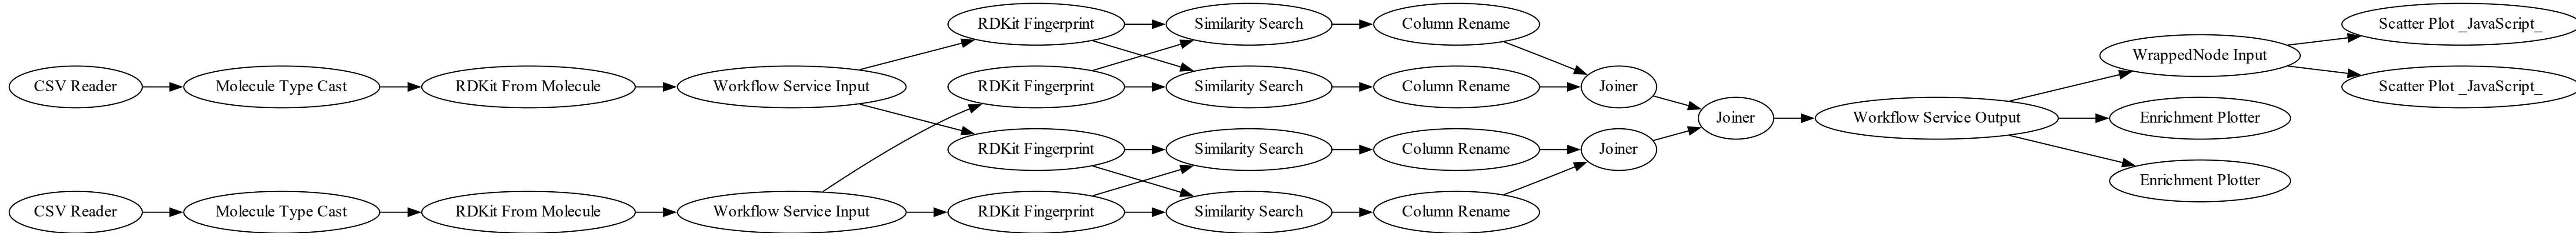 RDKit Fingerprint
Similarity Search
Column Rename
Scatter Plot _JavaScript_
WrappedNode Input
CSV Reader
Molecule Type Cast
RDKit From Molecule
Workflow Service Input
RDKit Fingerprint
Similarity Search
Column Rename
Joiner
Scatter Plot _JavaScript_
Joiner
Workflow Service Output
Enrichment Plotter
RDKit Fingerprint
Similarity Search
Column Rename
Joiner
Enrichment Plotter
CSV Reader
Molecule Type Cast
RDKit From Molecule
Workflow Service Input
RDKit Fingerprint
Similarity Search
Column Rename